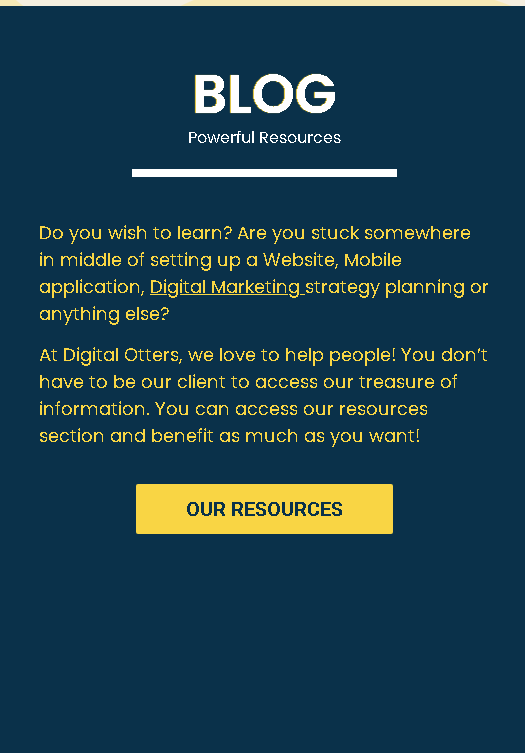 BLOG
Powerful Resources
Do you wish to learn? Are you stuck somewhere
in middle of setting up a Website, Mobile
application, Digital Marketing strategy planning or
anything else?
At Digital Otters, we love to help people! You don’t
have to be our client to access our treasure of
information. You can access our resources
section and benefit as much as you want!
OUR RESOURCES